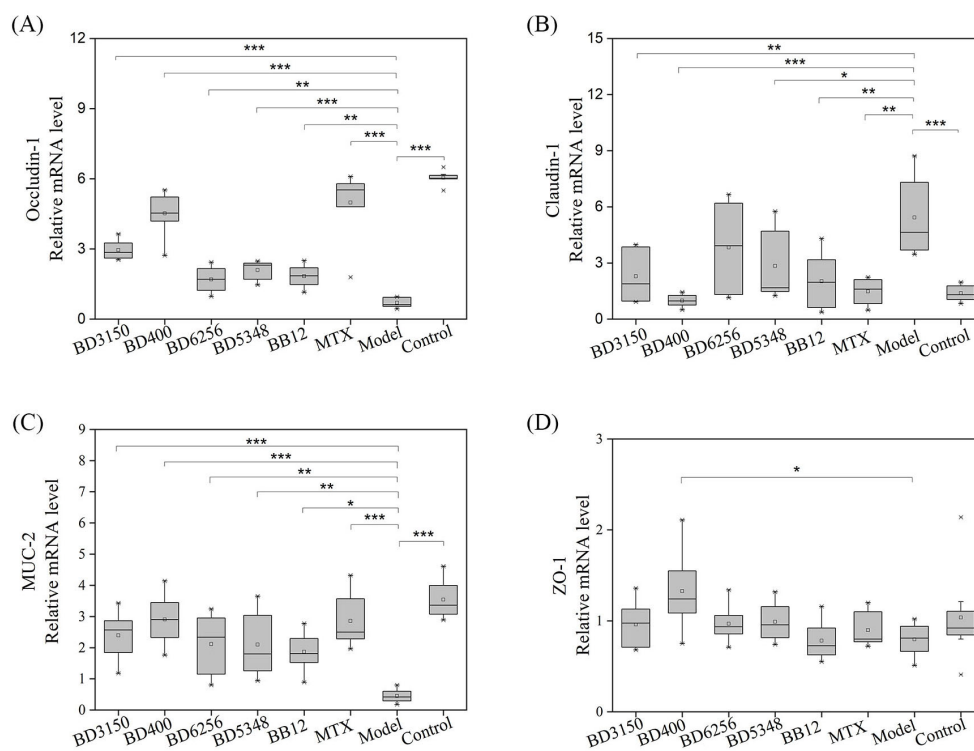 (A)
12
9
6
3
0
Occludin-1
Relative mRNA level
***
***
**
***
**
***
***
BD3150
BD400
BD6256
BD5348
BB12
MTX
Model
Control
(B)
15
12
9
6
3
0
Claudin-1
Relative mRNA level
**
***
*
**
**
***
BD3150
BD400
BD6256
BD5348
BB12
MTX
Model
Control
(C)
9
8
7
6
5
4
3
2
1
0
MUC-2
Relative mRNA level
***
***
**
**
*
***
***
BD3150
BD400
BD6256
BD5348
BB12
MTX
Model
Control
(D)
3
2
1
0
ZO-1
Relative mRNA level
*
BD3150
BD400
BD6256
BD5348
BB12
MTX
Model
Control